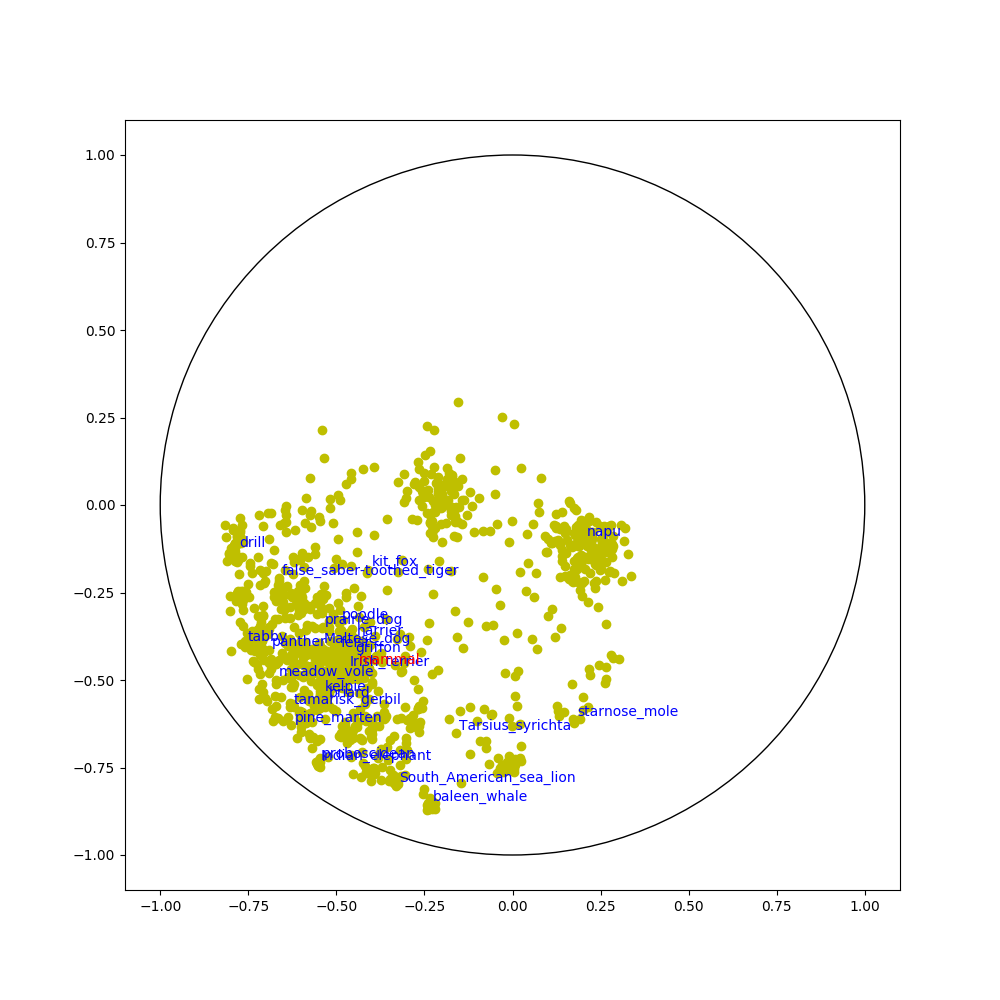 1.00
0.75
0.50
0.25
0.00
−0.25
−0.50
−0.75
−1.00
napu
drill
kit_fox
false_saber-toothed_tiger
poodle
prairie_dog
harrier
tabby
Maltese_dog
panther
griffon
Irish_terrier
meadow_vole
kelpie
briard
tamarisk_gerbil
pine_marten
starnose_mole
Tarsius_syrichta
proboscidean
Indian_elephant
South_American_sea_lion
baleen_whale
−1.00 −0.75 −0.50 −0.25 0.00 0.25 0.50 0.75 1.00